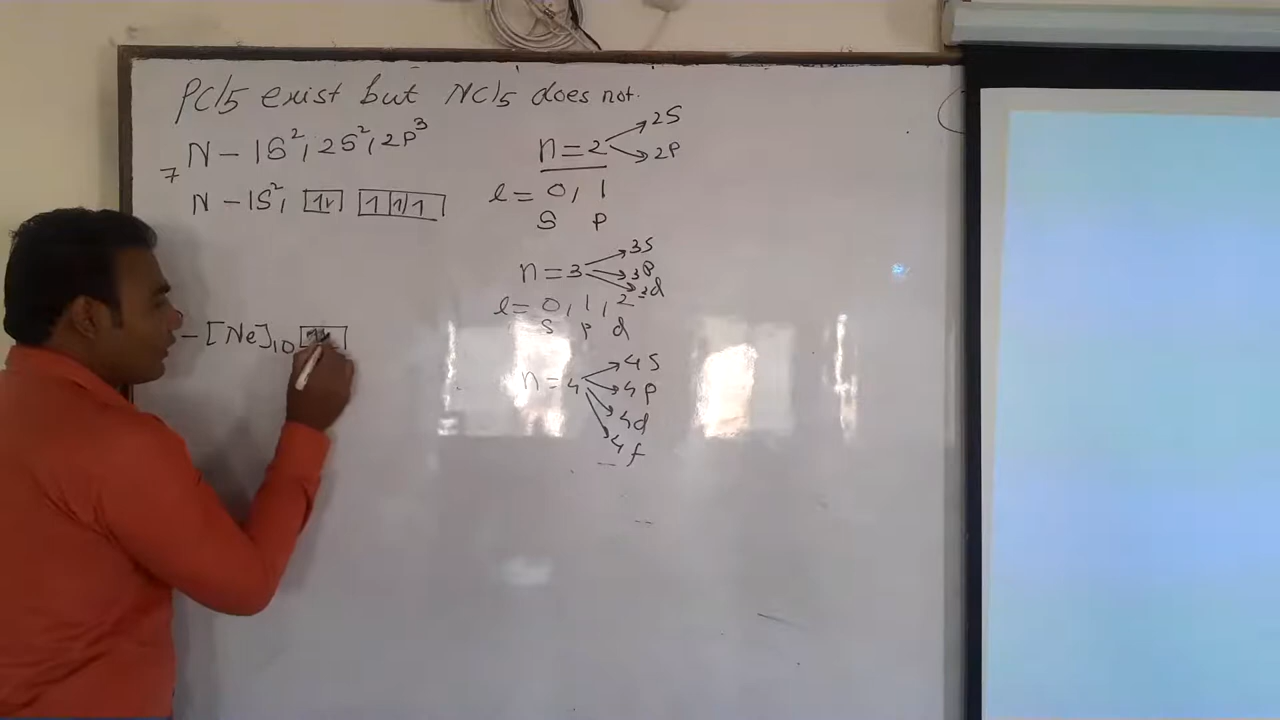 PCl5 exist but NCl5 does not.
7N - 1S², 2S², 2P³
N - 1S², 1↿⇂ 1 1 1
- [Ne]10
n = 2 2S 2P
l = 0, 1
S P
n = 3 3S 3P 3d
l = 0, 1, 2
S P d
n = 4 4S 4P 4d 4f